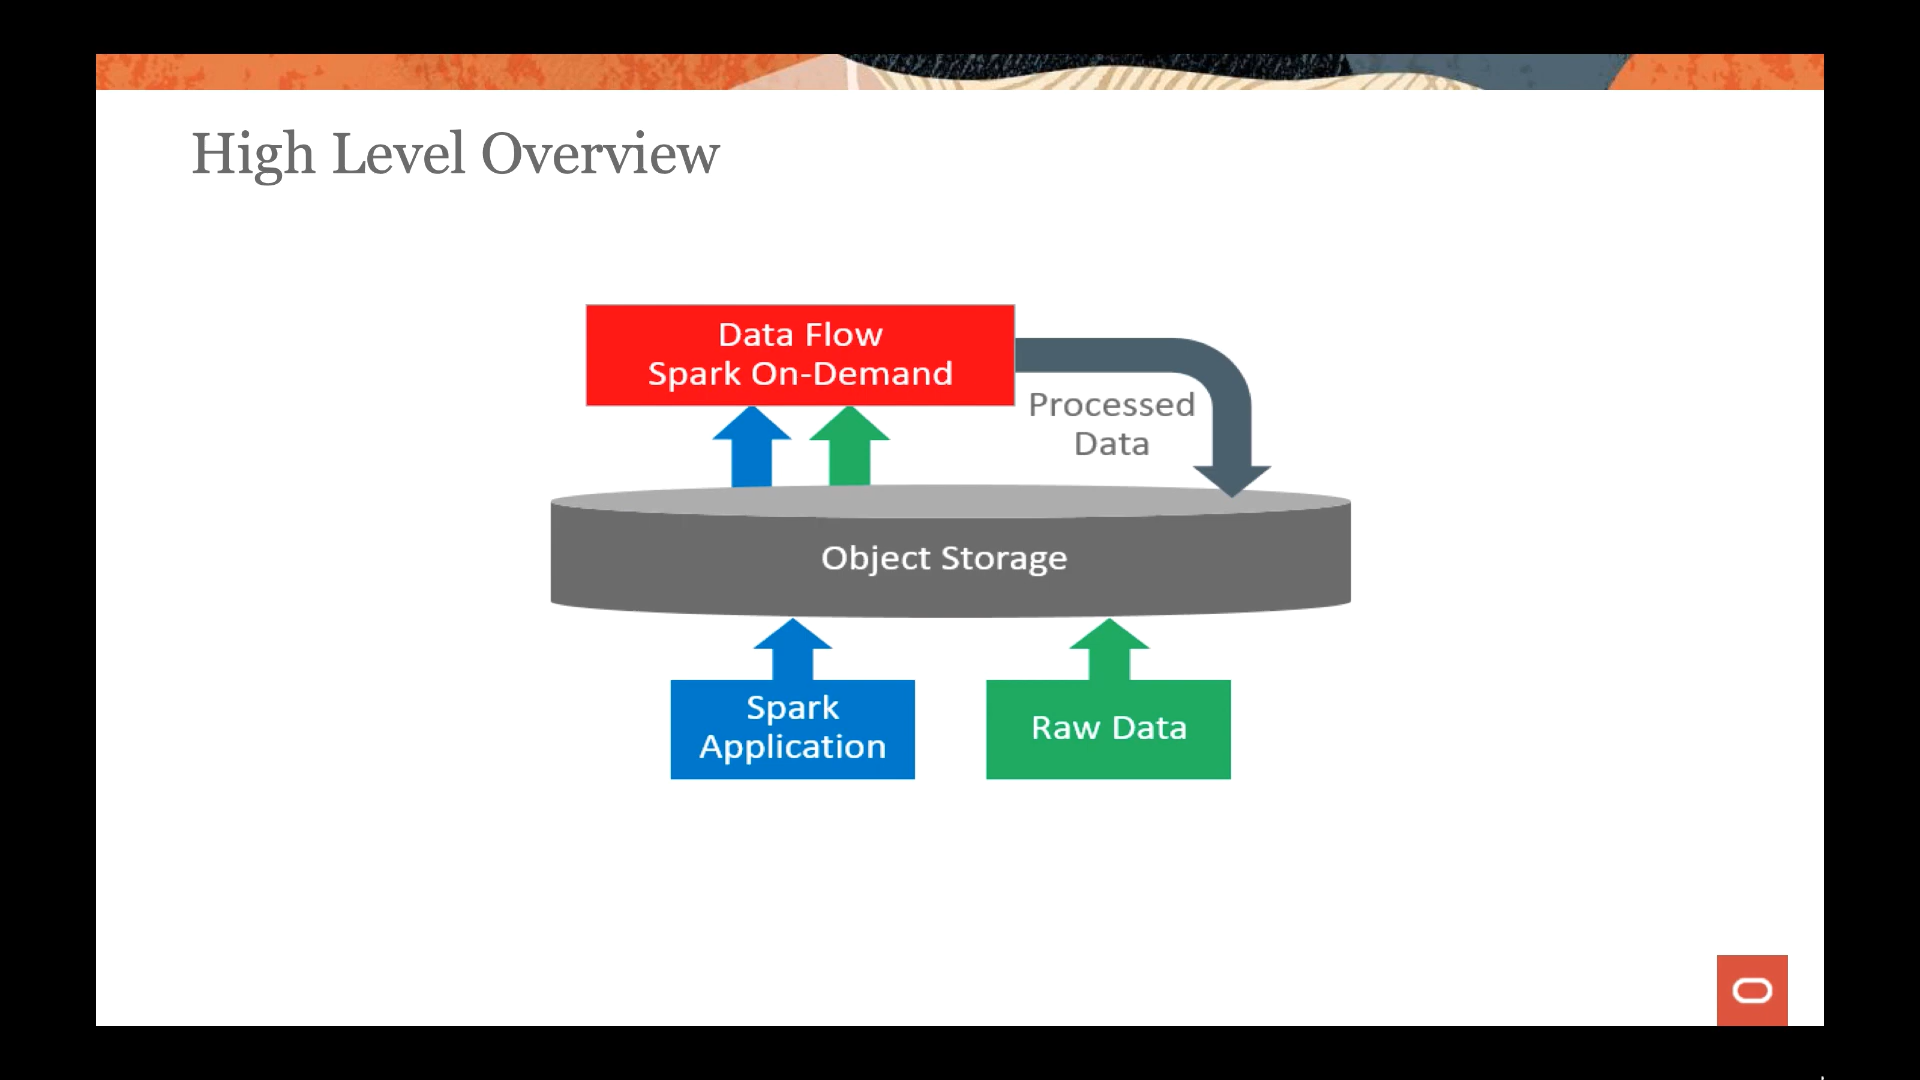 High Level Overview
Data Flow
Spark On-Demand
Processed
Data
Object Storage
Spark
Application
Raw Data